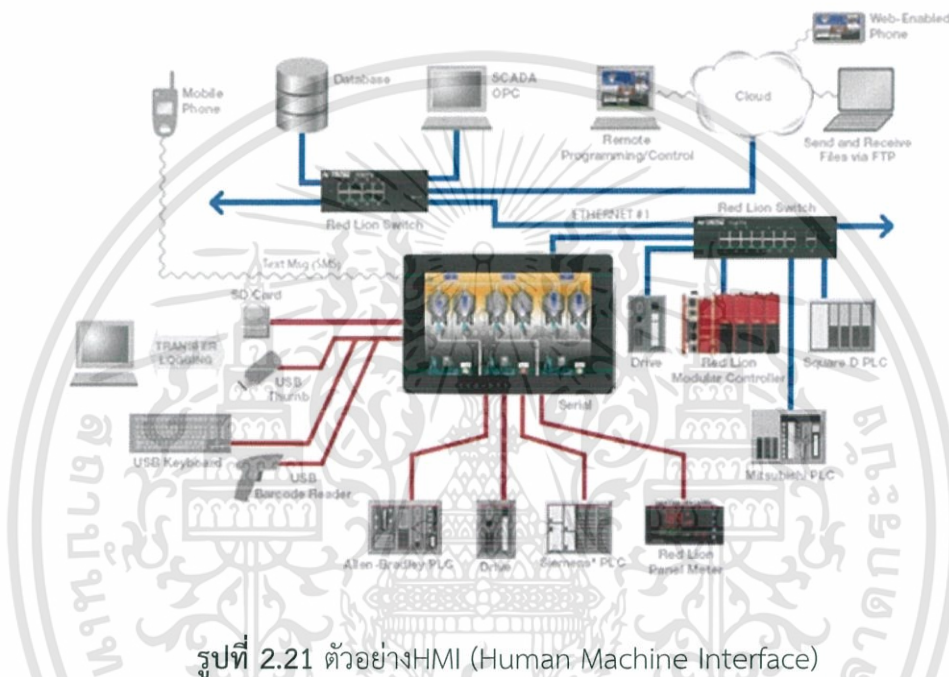 Web-Enabled
Phone
Mobile
Phone
Database
SCADA
OPC
Cloud
Remote
Programming/Control
Send and Receive
Files via FTP
Red Lion Switch
ETHERNET #1
Red Lion Switch
Text Msg (SMS)
SD Card
TRANSFER
LOGGING
USB
Thumb
Serial
Drive
Red Lion
Modular Controller
Square D PLC
USB Keyboard
USB
Barcode Reader
Mitsubishi PLC
Allen-Bradley PLC
Drive
Siemens* PLC
Red Lion
Panel Meter
รูปที่ 2.21 ตัวอย่างHMI (Human Machine Interface)